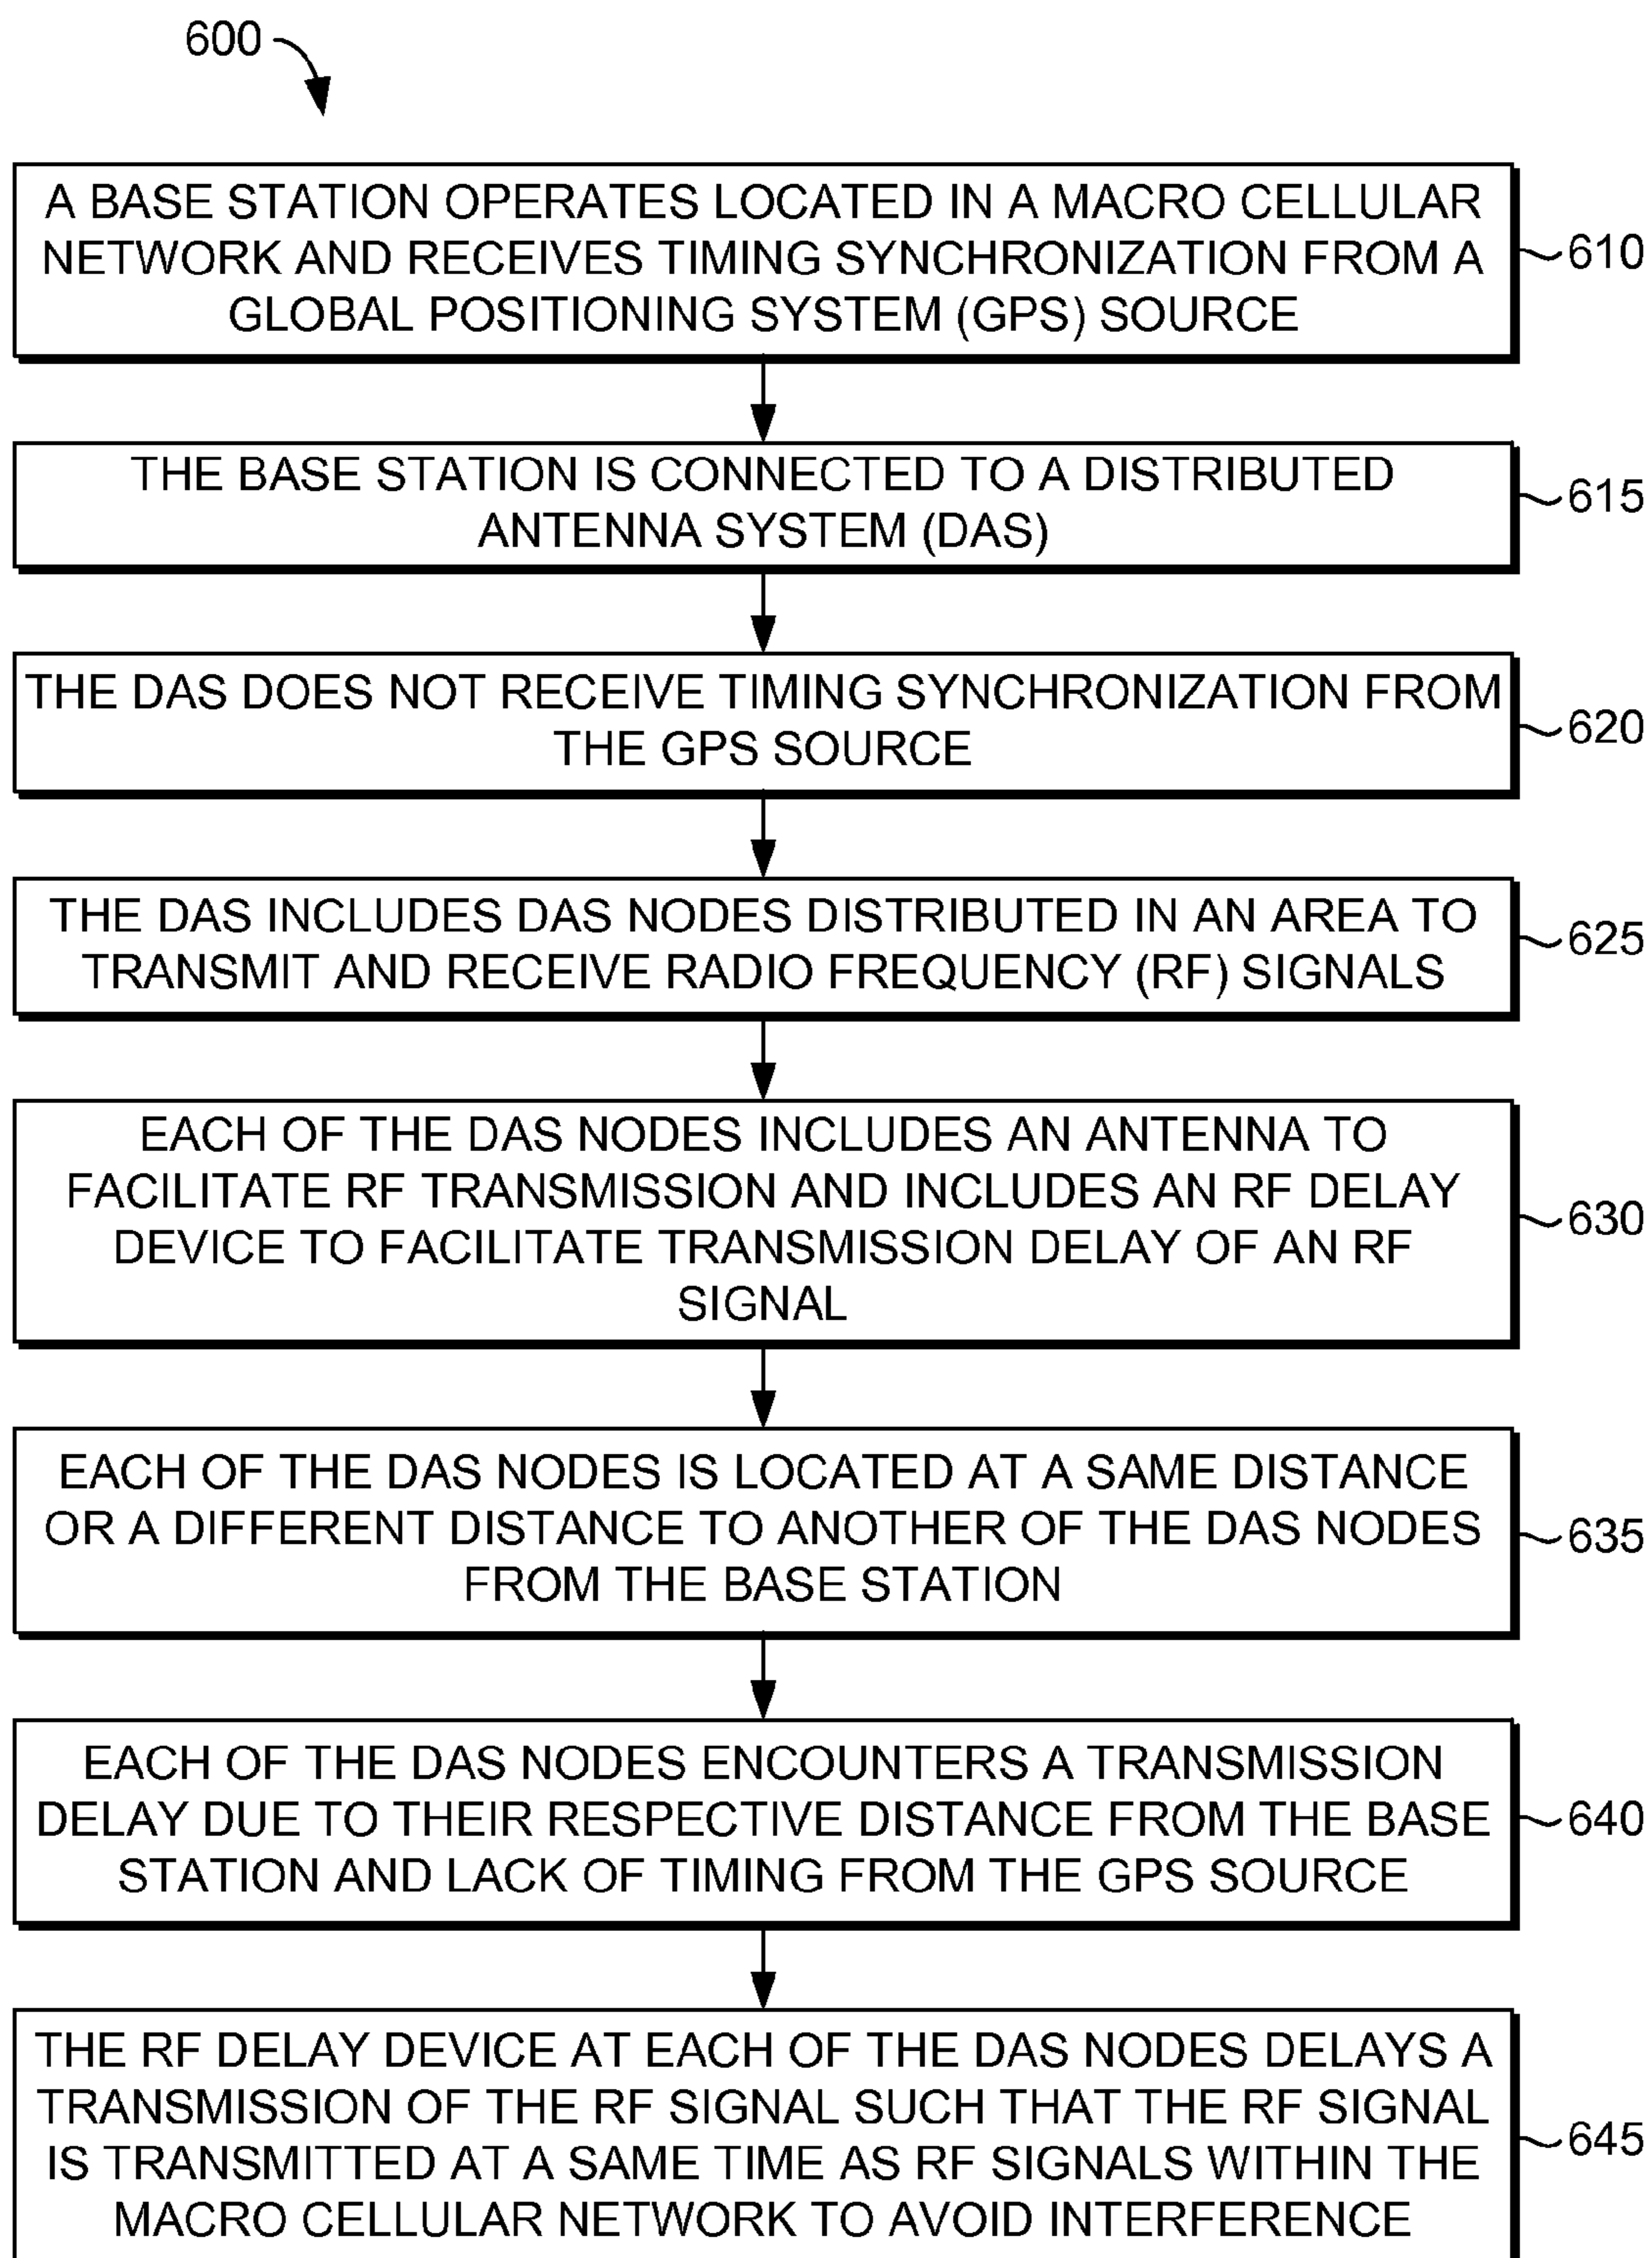 600
A BASE STATION OPERATES LOCATED IN A MACRO CELLULAR
NETWORK AND RECEIVES TIMING SYNCHRONIZATION FROM A
GLOBAL POSITIONING SYSTEM (GPS) SOURCE
610
THE BASE STATION IS CONNECTED TO A DISTRIBUTED
ANTENNA SYSTEM (DAS)
615
THE DAS DOES NOT RECEIVE TIMING SYNCHRONIZATION FROM
THE GPS SOURCE
620
THE DAS INCLUDES DAS NODES DISTRIBUTED IN AN AREA TO
TRANSMIT AND RECEIVE RADIO FREQUENCY (RF) SIGNALS
625
EACH OF THE DAS NODES INCLUDES AN ANTENNA TO
FACILITATE RF TRANSMISSION AND INCLUDES AN RF DELAY
DEVICE TO FACILITATE TRANSMISSION DELAY OF AN RF
SIGNAL
630
EACH OF THE DAS NODES IS LOCATED AT A SAME DISTANCE
OR A DIFFERENT DISTANCE TO ANOTHER OF THE DAS NODES
FROM THE BASE STATION
635
EACH OF THE DAS NODES ENCOUNTERS A TRANSMISSION
DELAY DUE TO THEIR RESPECTIVE DISTANCE FROM THE BASE
STATION AND LACK OF TIMING FROM THE GPS SOURCE
640
THE RF DELAY DEVICE AT EACH OF THE DAS NODES DELAYS A
TRANSMISSION OF THE RF SIGNAL SUCH THAT THE RF SIGNAL
IS TRANSMITTED AT A SAME TIME AS RF SIGNALS WITHIN THE
MACRO CELLULAR NETWORK TO AVOID INTERFERENCE
645